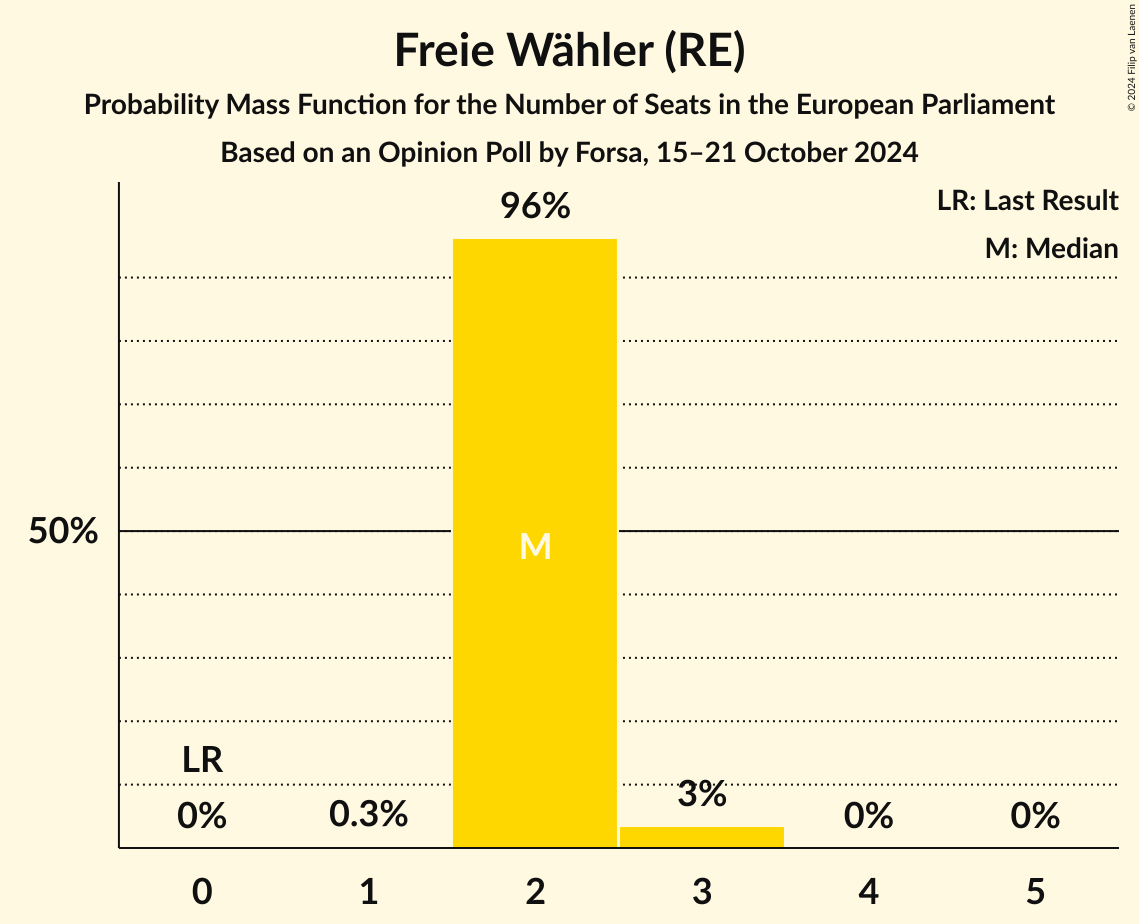 © 2024 Filip van Laenen
Freie Wähler (RE)
Probability Mass Function for the Number of Seats in the European Parliament
Based on an Opinion Poll by Forsa, 15–21 October 2024
LR: Last Result
M: Median
96%
50%
M
LR
0%
0.3%
3%
0%
0%
0 1 2 3 4 5